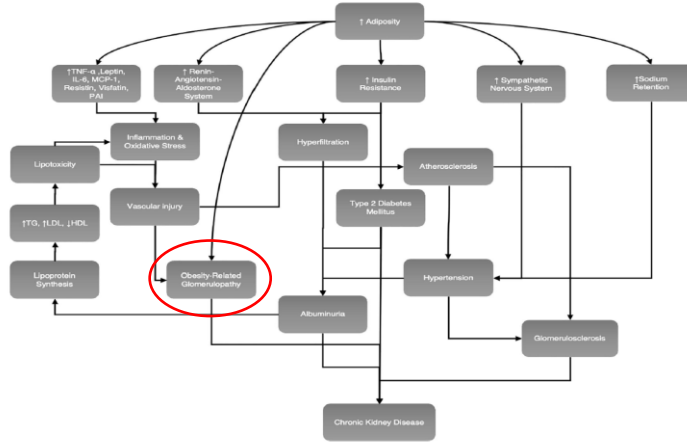 ↑ Adiposity
↑TNF-α ,Leptin,
IL-6, MCP-1,
Resistin, Visfatin,
PAI
↑ Renin-
Angiotensin-
Aldosterone
System
↑ Insulin
Resistance
↑ Sympathetic
Nervous System
↑Sodium
Retention
Inflammation &
Oxidative Stress
Hyperfiltration
Lipotoxicity
Atherosclerosis
Vascular injury
Type 2 Diabetes
Mellitus
↑TG, ↑LDL, ↓HDL
Lipoprotein
Synthesis
Obesity-Related
Glomerulopathy
Hypertension
Albuminuria
Glomerulosclerosis
Chronic Kidney Disease